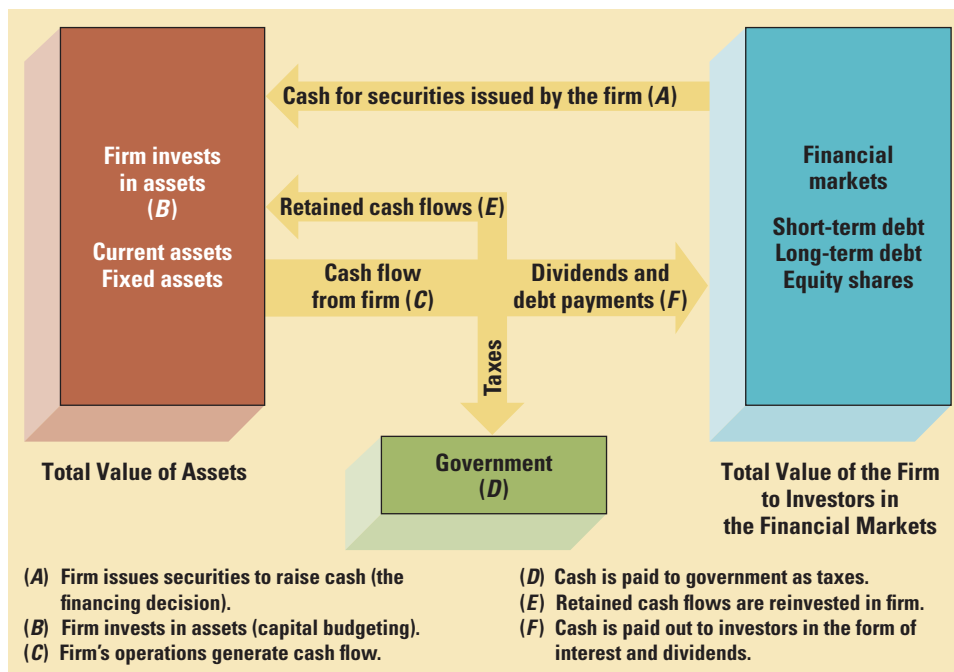 Cash for securities issued by the firm (A)
Firm invests
in assets
(B)
Current assets
Fixed assets
Financial
markets
Short-term debt
Long-term debt
Equity shares
Retained cash flows (E)
Cash flow
from firm (C)
Dividends and
debt payments (F)
Taxes
Government
(D)
Total Value of Assets
Total Value of the Firm
to Investors in
the Financial Markets
(A) Firm issues securities to raise cash (the
financing decision).
(B) Firm invests in assets (capital budgeting).
(C) Firm's operations generate cash flow.
(D) Cash is paid to government as taxes.
(E) Retained cash flows are reinvested in firm.
(F) Cash is paid out to investors in the form of
interest and dividends.